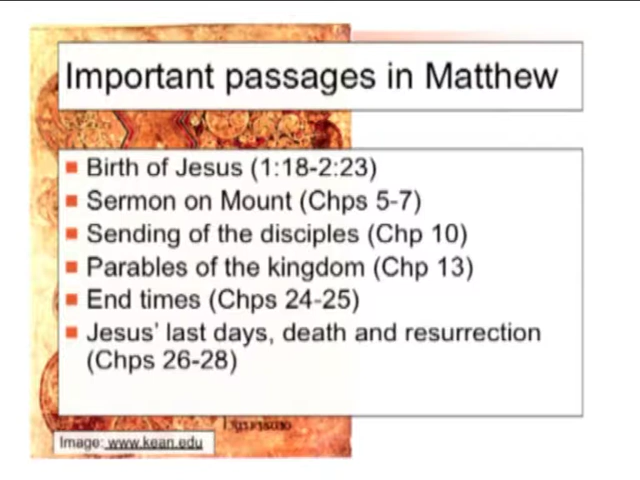 Important passages in Matthew
Birth of Jesus (1:18-2:23)
Sermon on Mount (Chps 5-7)
Sending of the disciples (Chp 10)
Parables of the kingdom (Chp 13)
End times (Chps 24-25)
Jesus' last days, death and resurrection
(Chps 26-28)
Image: www.kean.edu